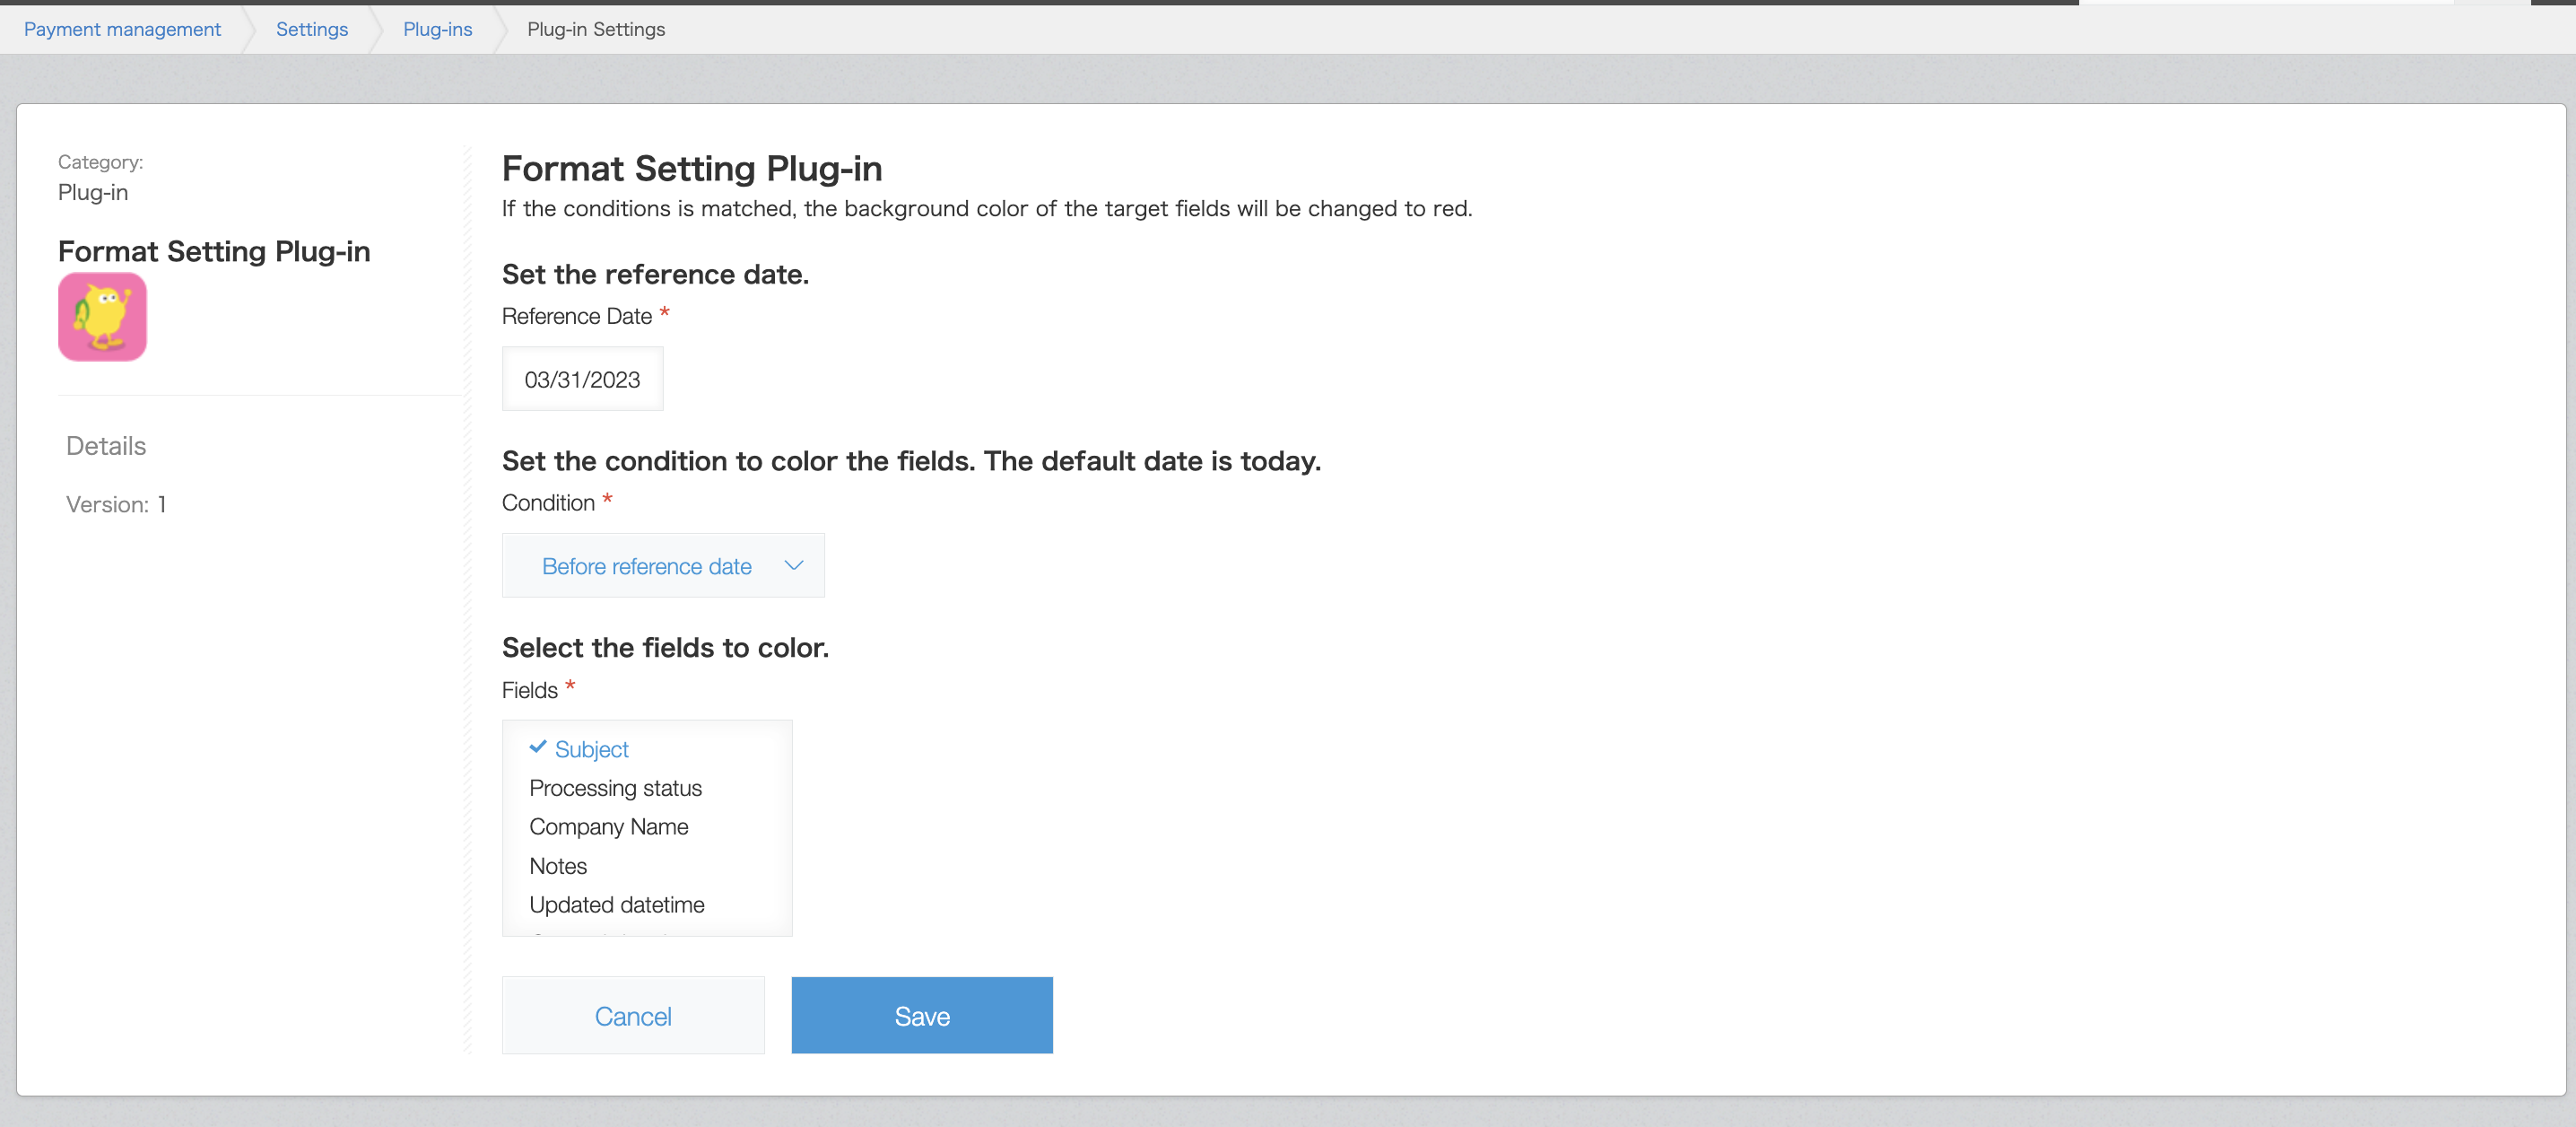 Payment management
Settings
Plug-ins
Plug-in Settings
Category:
Plug-in
Format Setting Plug-in
Details
Version: 1
Format Setting Plug-in
If the conditions is matched, the background color of the target fields will be changed to red.
Set the reference date.
Reference Date *
03/31/2023
Set the condition to color the fields. The default date is today.
Condition *
Before reference date
Select the fields to color.
Fields *
Subject
Processing status
Company Name
Notes
Updated datetime
Cancel
Save